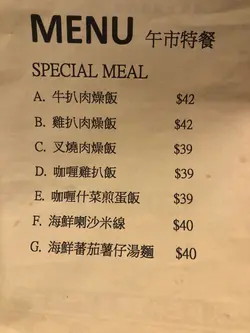 MENU 午市特餐
SPECIAL MEAL
A. 牛扒肉燥飯 $42
B. 雞扒肉燥飯 $42
C. 叉燒肉燥飯 $39
D. 咖喱雞扒飯 $39
E. 咖喱什菜煎蛋飯 $39
F. 海鮮喇沙米線 $40
G. 海鮮蕃茄薯仔湯麵 $40